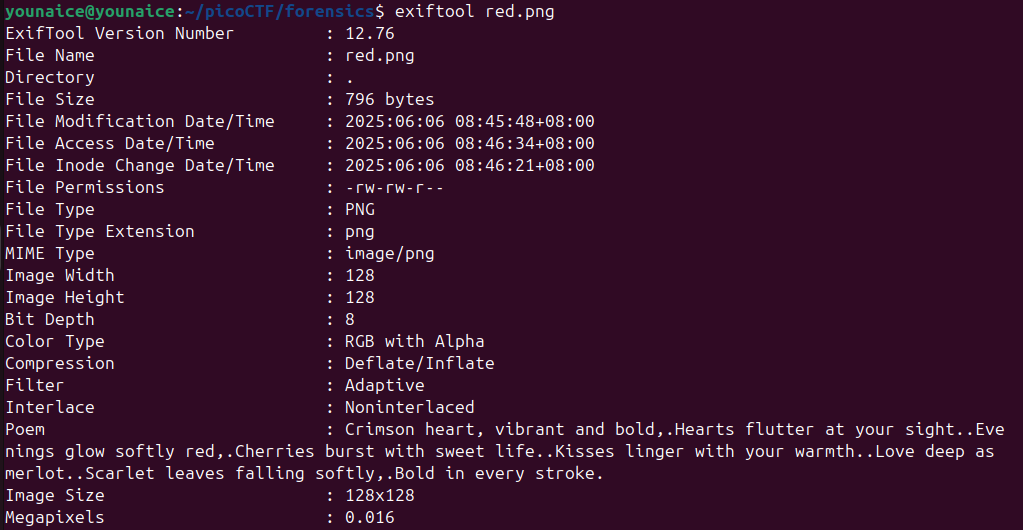 younaice@younaice:~/picoCTF/forensics$ exiftool red.png
ExifTool Version Number : 12.76
File Name : red.png
Directory : .
File Size : 796 bytes
File Modification Date/Time : 2025:06:06 08:45:48+08:00
File Access Date/Time : 2025:06:06 08:46:34+08:00
File Inode Change Date/Time : 2025:06:06 08:46:21+08:00
File Permissions : -rw-rw-r--
File Type : PNG
File Type Extension : png
MIME Type : image/png
Image Width : 128
Image Height : 128
Bit Depth : 8
Color Type : RGB with Alpha
Compression : Deflate/Inflate
Filter : Adaptive
Interlace : Noninterlaced
Poem : Crimson heart, vibrant and bold,.Hearts flutter at your sight..Eve
nings glow softly red,.Cherries burst with sweet life..Kisses linger with your warmth..Love deep as
merlot..Scarlet leaves falling softly,.Bold in every stroke.
Image Size : 128x128
Megapixels : 0.016